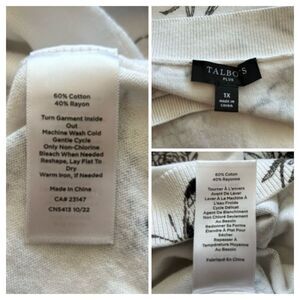 60% Cotton
40% Rayon
Turn Garment Inside
Out
Machine Wash Cold
Gentle Cycle
Only Non-Chlorine
Bleach When Needed
Reshape, Lay Flat To
Dry
Warm Iron, If Needed
Made In China
CA# 23147
CN5413 10/22
TALBOTS
PLUS
1X
MADE IN
CHINA
60% Cotton
40% Rayonne
Tourner À L'envers
Avant De Laver
Laver À La Machine À
L'eau Froide
Cycle Délicat
Agent De Blanchiment
Non Chloré Seulement
Au Besoin
Redonner La Forme
Étendre À Plat Pour
Sécher
Repasser À
Température Moyenne
Au Besoin
Fabriqué En Chine